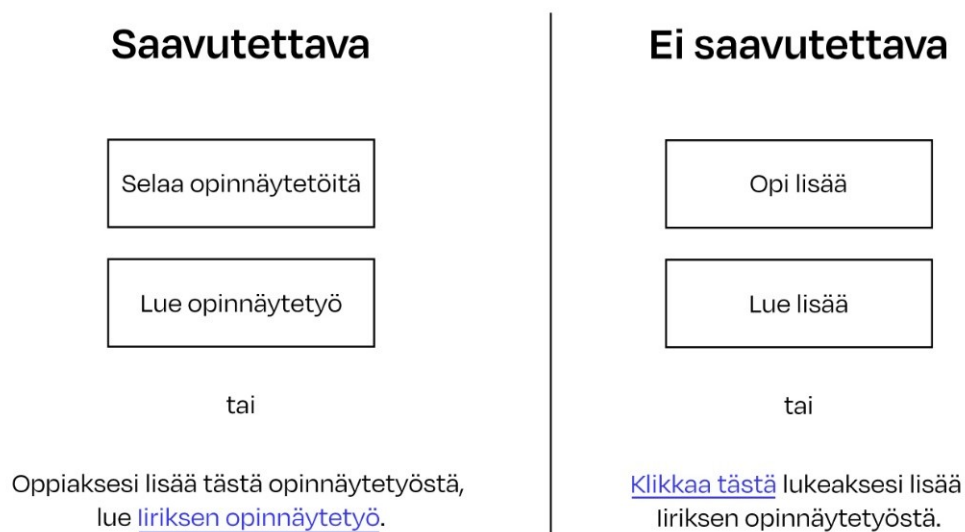 Saavutettava
Selaa opinnäytetöitä
Lue opinnäytetyö
tai
Oppiaksesi lisää tästä opinnäytetyöstä,
lue Iiriksen opinnäytetyö.
Ei saavutettava
Opi lisää
Lue lisää
tai
Klikkaa tästä lukeaksesi lisää
Iiriksen opinnäytetyöstä.